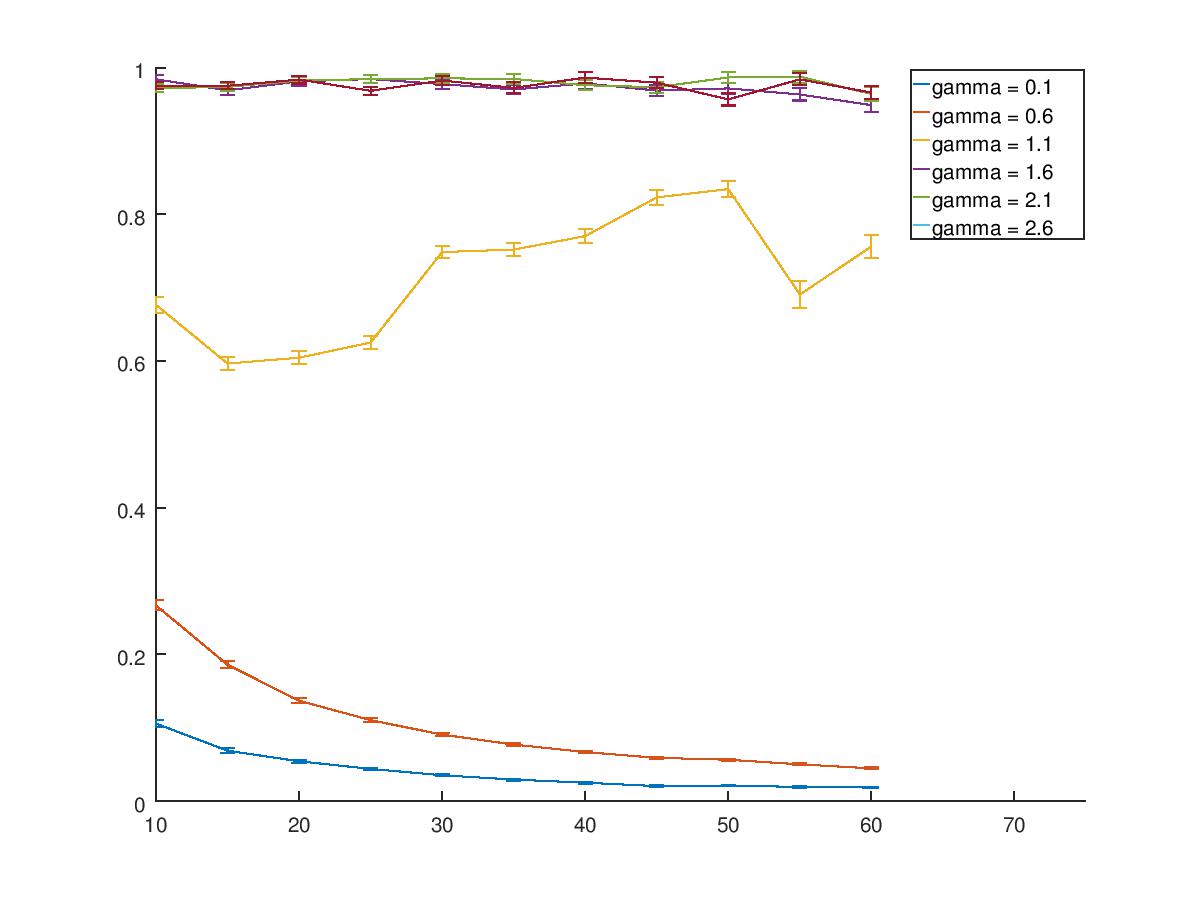 1
0.8
0.6
0.4
0.2
0
10 20 30 40 50 60 70
gamma = 0.1
gamma = 0.6
gamma = 1.1
gamma = 1.6
gamma = 2.1
gamma = 2.6